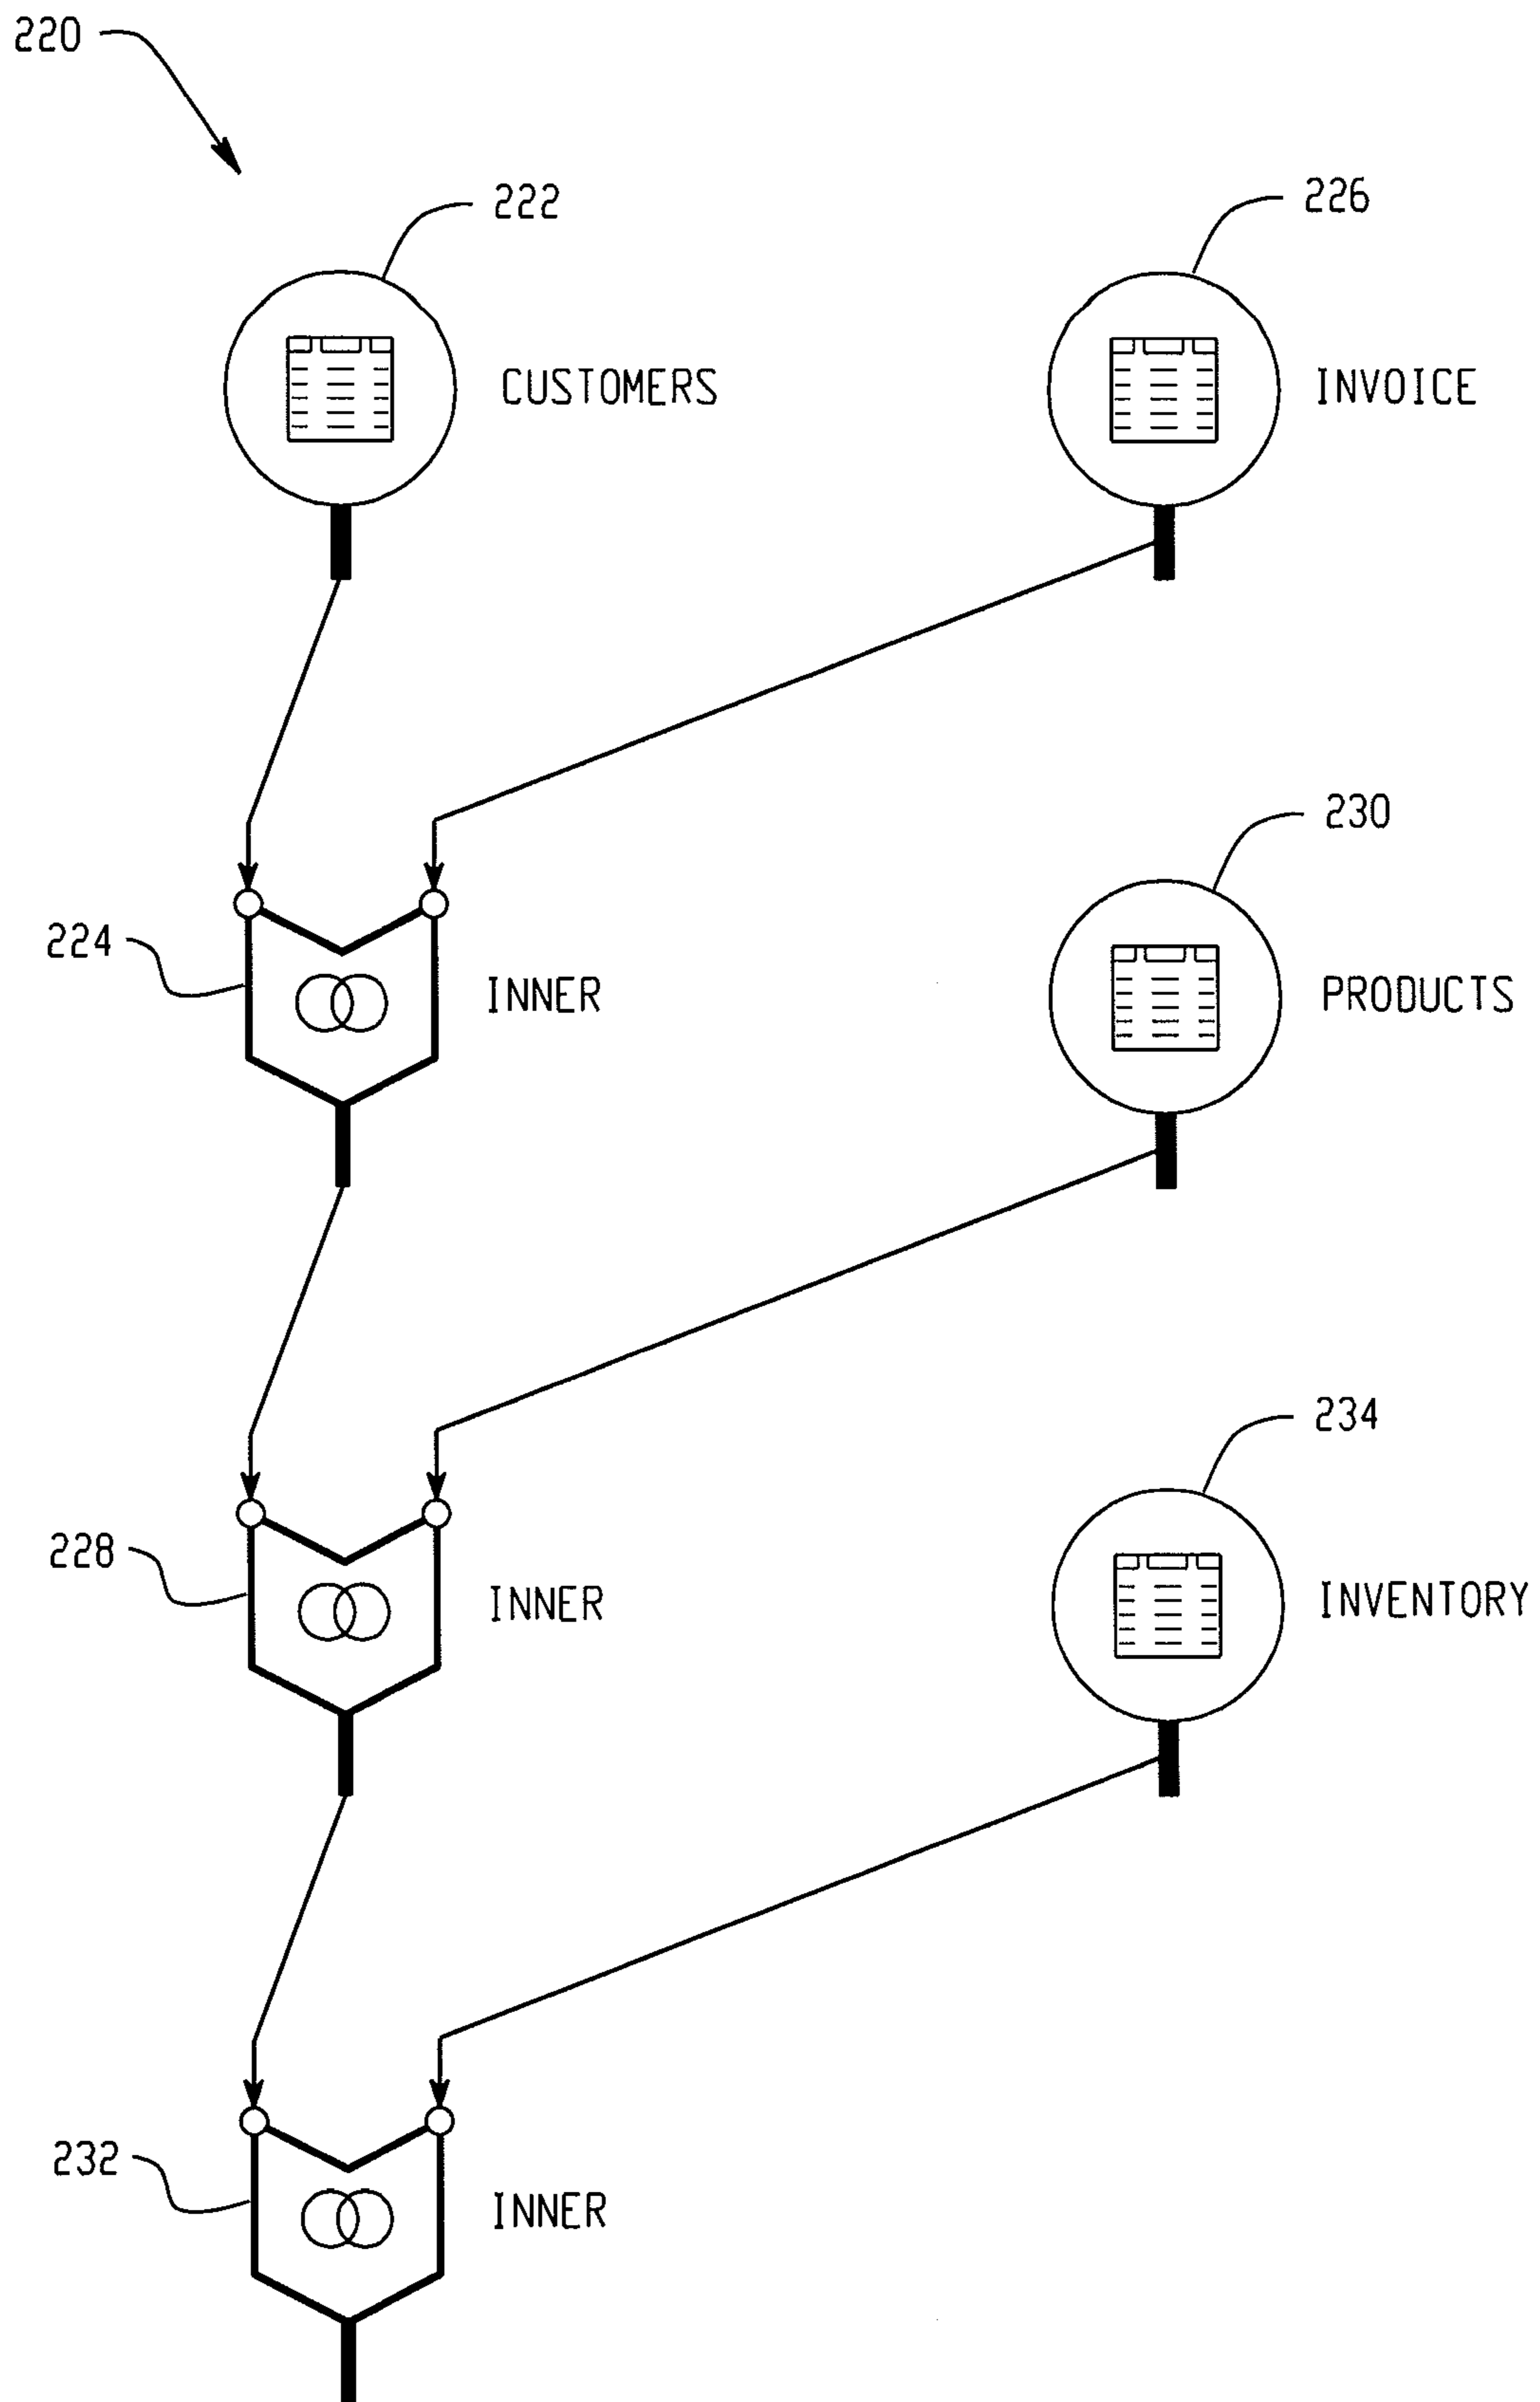 220
222
226
CUSTOMERS
INVOICE
230
224
INNER
PRODUCTS
234
228
INNER
INVENTORY
232
INNER